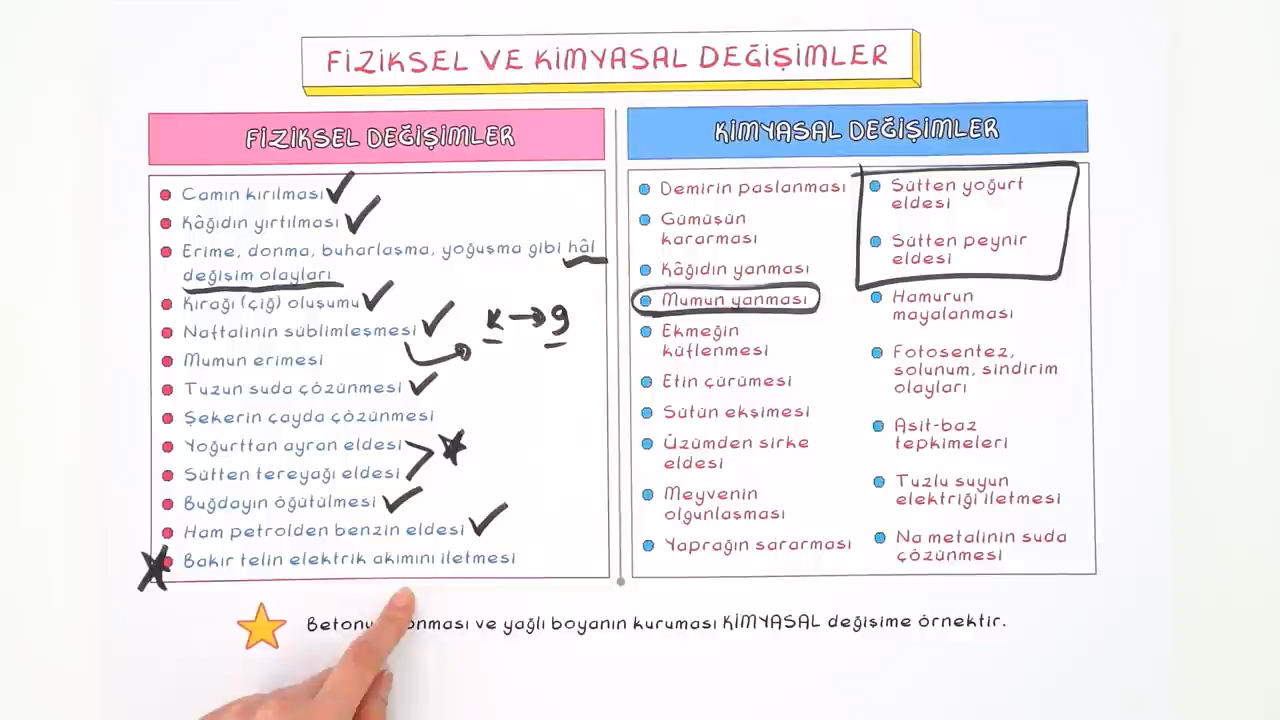 FİZİKSEL VE KİMYASAL DEĞİŞİMLER
FİZİKSEL DEĞİŞİMLER
Camın kırılması
Kâğıdın yırtılması
Erime, donma, buharlaşma, yoğuşma gibi hâl
değişim olayları
Kırağı (çiğ) oluşumu
Naftalinin süblimleşmesi
k → g
Mumun erimesi
Tuzun suda çözünmesi
Şekerin çayda çözünmesi
Yoğurttan ayran eldesi
Sütten tereyağı eldesi
Buğdayın öğütülmesi
Ham petrolden benzin eldesi
Bakır telin elektrik akımını iletmesi
KİMYASAL DEĞİŞİMLER
Demirin paslanması
Gümüşün
kararması
Kâğıdın yanması
Mumun yanması
Ekmeğin
küflenmesi
Etin çürümesi
Sütün ekşimesi
Üzümden sirke
eldesi
Meyvenin
olgunlaşması
Yaprağın sararması
Sütten yoğurt
eldesi
Sütten peynir
eldesi
Hamurun
mayalanması
Fotosentez,
solunum, sindirim
olayları
Asit-baz
tepkimeleri
Tuzlu suyun
elektriği iletmesi
Na metalinin suda
çözünmesi
ve yağlı boyanın kuruması KİMYASAL değişime örnektir.